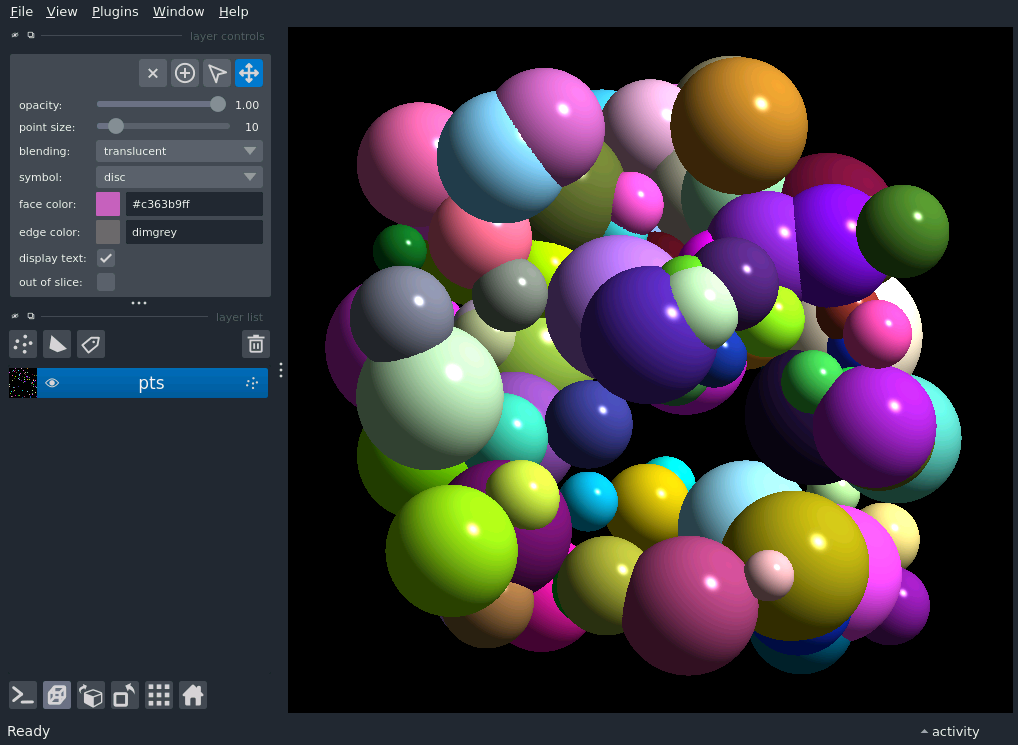 File View Plugins Window Help
layer controls
opacity: 1.00
point size: 10
blending: translucent
symbol: disc
face color: #c363b9ff
edge color: dimgrey
display text:
out of slice:
layer list
pts
Ready
activity